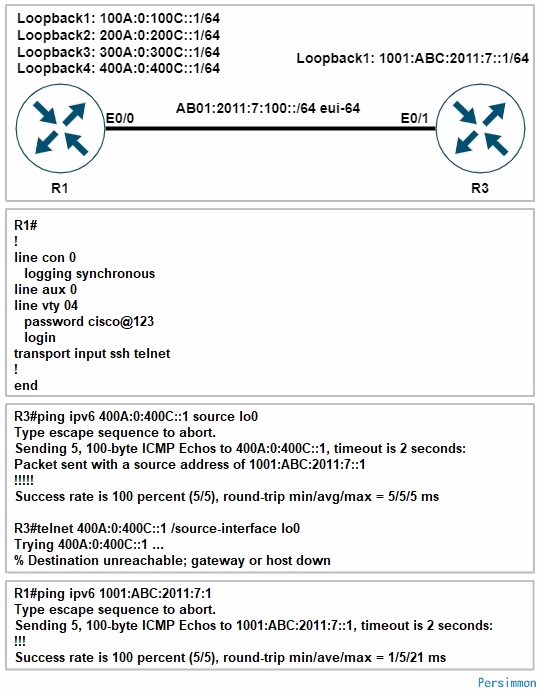 Loopback1: 100A:0:100C::1/64
Loopback2: 200A:0:200C::1/64
Loopback3: 300A:0:300C::1/64
Loopback4: 400A:0:400C::1/64
Loopback1: 1001:ABC:2011:7::1/64
E0/0
AB01:2011:7:100::/64 eui-64
E0/1
R1
R3
R1#
!
line con 0
logging synchronous
line aux 0
line vty 04
password cisco@123
login
transport input ssh telnet
!
end
R3#ping ipv6 400A:0:400C::1 source lo0
Type escape sequence to abort.
Sending 5, 100-byte ICMP Echos to 400A:0:400C::1, timeout is 2 seconds:
Packet sent with a source address of 1001:ABC:2011:7::1
!!!!!
Success rate is 100 percent (5/5), round-trip min/avg/max = 5/5/5 ms
R3#telnet 400A:0:400C::1 /source-interface lo0
Trying 400A:0:400C::1 ...
% Destination unreachable; gateway or host down
R1#ping ipv6 1001:ABC:2011:7:1
Type escape sequence to abort.
Sending 5, 100-byte ICMP Echos to 1001:ABC:2011:7::1, timeout is 2 seconds:
!!!
Success rate is 100 percent (5/5), round-trip min/ave/max = 1/5/21 ms
Persimmon